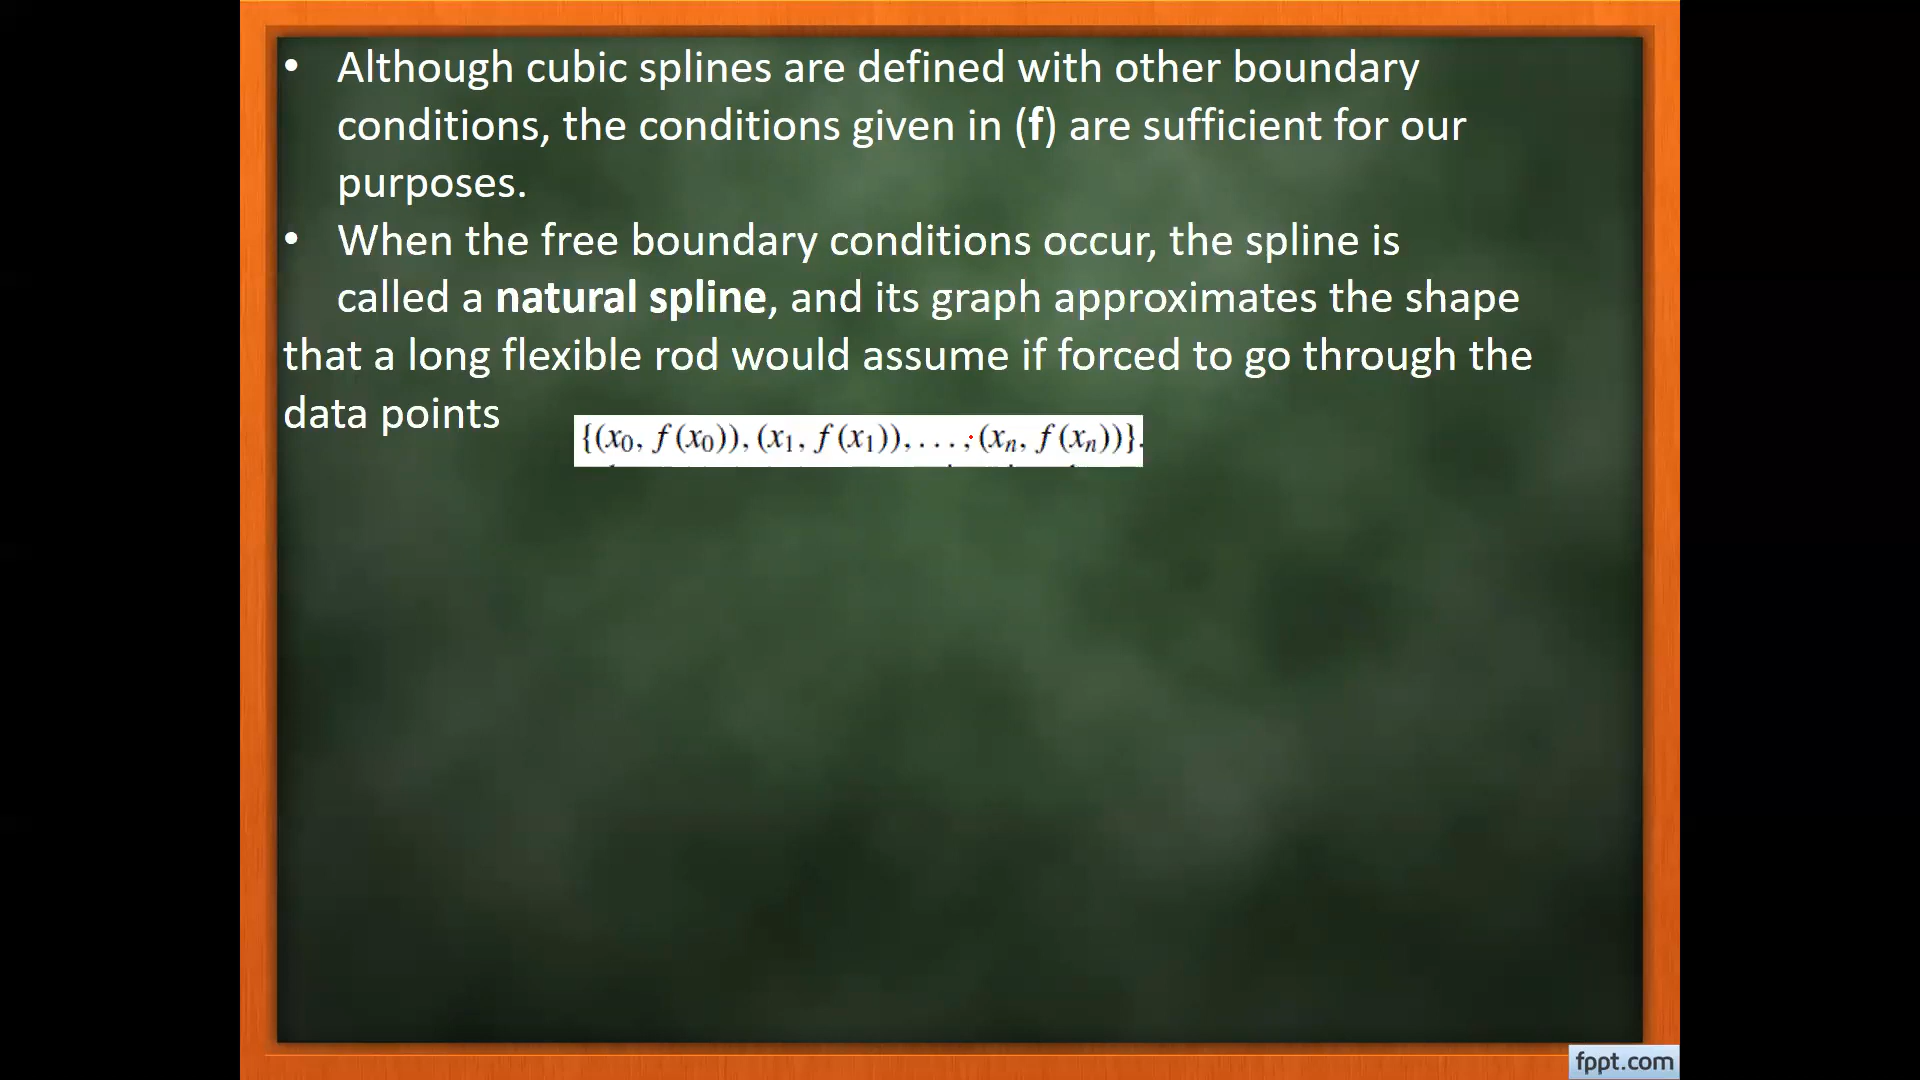 • Although cubic splines are defined with other boundary
conditions, the conditions given in (f) are sufficient for our
purposes.
• When the free boundary conditions occur, the spline is
called a natural spline, and its graph approximates the shape
that a long flexible rod would assume if forced to go through the
data points
{(x₀, f(x₀)), (x₁, f(x₁)), . . . , (xₙ, f(xₙ))}.
fppt.com